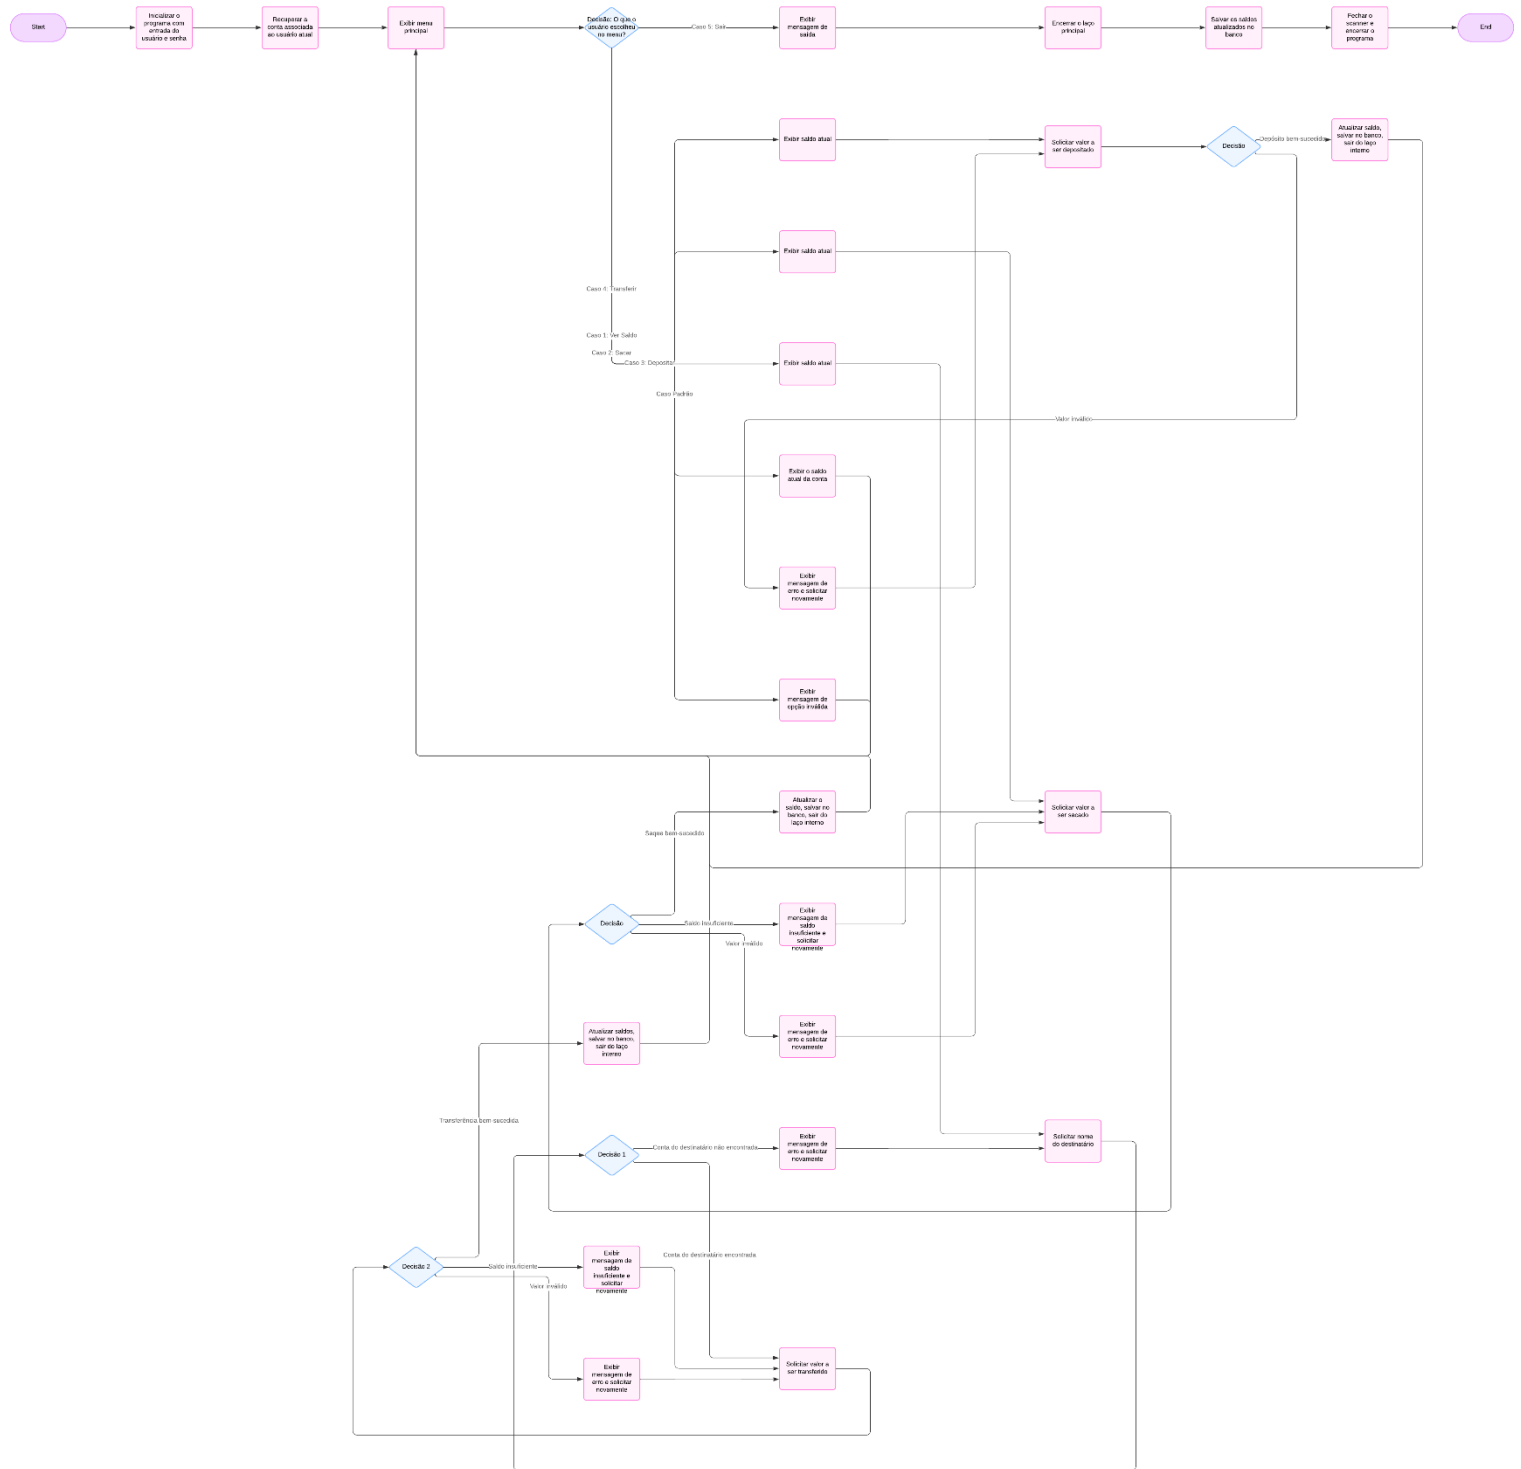 Start
Inicializar o
programa com
entrada do
usuário e senha
Recuperar a
conta associada
ao usuário atual
Exibir menu
principal
Decisão: O que o
usuário escolheu
no menu?
Caso 5: Sair
Exibir
mensagem de
saída
Encerrar o laço
principal
Salvar os saldos
atualizados no
banco
Fechar o
scanner e
encerrar o
programa
End
Exibir saldo atual
Solicitar valor a
ser depositado
Decisão
Depósito bem-sucedido
Atualizar saldo,
salvar no banco,
sair do laço
interno
Exibir saldo atual
Caso 4: Transferir
Caso 1: Ver Saldo
Caso 2: Sacar
Caso 3: Depositar
Exibir saldo atual
Caso Padrão
Valor inválido
Exibir o saldo
atual da conta
Exibir
mensagem de
erro e solicitar
novamente
Exibir
mensagem de
opção inválida
Atualizar o
saldo, salvar no
banco, sair do
laço interno
Solicitar valor a
ser sacado
Saque bem-sucedido
Decisão
Saldo insuficiente
Exibir
mensagem de
saldo
insuficiente e
solicitar
novamente
Valor inválido
Exibir
mensagem de
erro e solicitar
novamente
Atualizar saldos,
salvar no banco,
sair do laço
interno
Transferência bem-sucedida
Decisão 1
Conta do destinatário não encontrada
Exibir
mensagem de
erro e solicitar
novamente
Solicitar nome
do destinatário
Conta do destinatário encontrada
Decisão 2
Saldo insuficiente
Exibir
mensagem de
saldo
insuficiente e
solicitar
novamente
Valor inválido
Exibir
mensagem de
erro e solicitar
novamente
Solicitar valor a
ser transferido